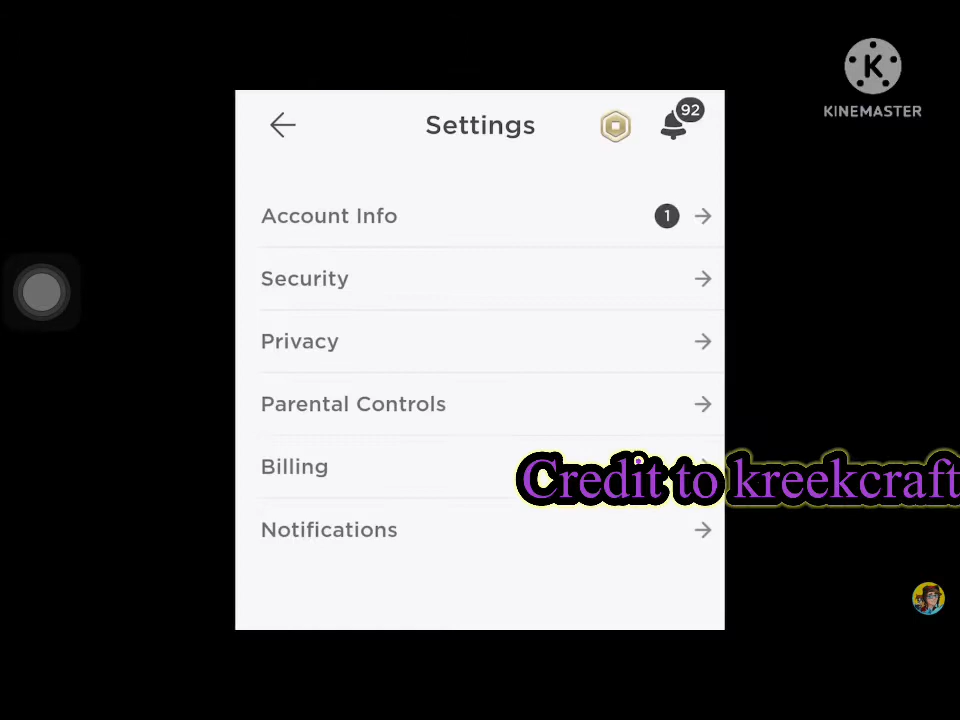 92
Settings
KINEMASTER
Account Info
1
Security
Privacy
Parental Controls
Billing
Credit to kreekcraft
Notifications